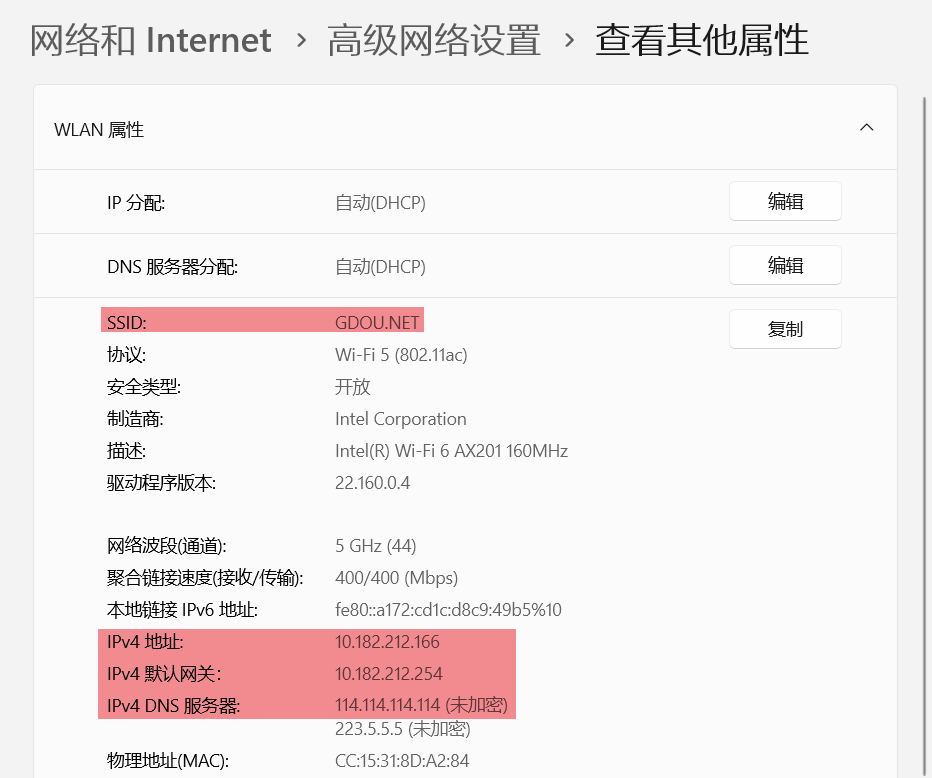 网络和 Internet › 高级网络设置 › 查看其他属性
WLAN 属性
IP 分配: 自动(DHCP) 编辑
DNS 服务器分配: 自动(DHCP) 编辑
SSID: GDOU.NET 复制
协议: Wi-Fi 5 (802.11ac)
安全类型: 开放
制造商: Intel Corporation
描述: Intel(R) Wi-Fi 6 AX201 160MHz
驱动程序版本: 22.160.0.4
网络波段(通道): 5 GHz (44)
聚合链接速度(接收/传输): 400/400 (Mbps)
本地链接 IPv6 地址: fe80::a172:cd1c:d8c9:49b5%10
IPv4 地址: 10.182.212.166
IPv4 默认网关: 10.182.212.254
IPv4 DNS 服务器: 114.114.114.114 (未加密)
223.5.5.5 (未加密)
物理地址(MAC): CC:15:31:8D:A2:84